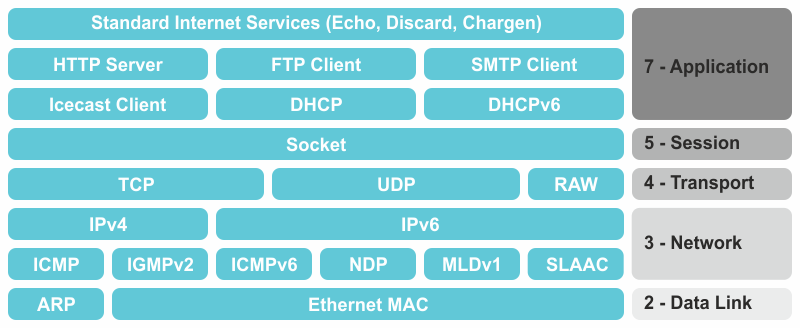 Standard Internet Services (Echo, Discard, Chargen)
HTTP Server
FTP Client
SMTP Client
7 - Application
Icecast Client
DHCP
DHCPv6
Socket
5 - Session
TCP
UDP
RAW
4 - Transport
IPv4
IPv6
3 - Network
ICMP
IGMPv2
ICMPv6
NDP
MLDv1
SLAAC
ARP
Ethernet MAC
2 - Data Link